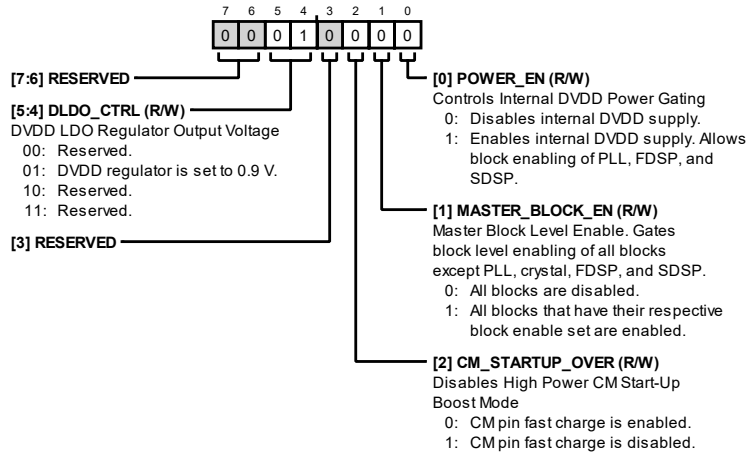 7 6 5 4 3 2 1 0
0 0 0 1 0 0 0 0
[7:6] RESERVED
[5:4] DLDO_CTRL (R/W)
DVDD LDO Regulator Output Voltage
00: Reserved.
01: DVDD regulator is set to 0.9 V.
10: Reserved.
11: Reserved.
[3] RESERVED
[0] POWER_EN (R/W)
Controls Internal DVDD Power Gating
0: Disables internal DVDD supply.
1: Enables internal DVDD supply. Allows
block enabling of PLL, FDSP, and
SDSP.
[1] MASTER_BLOCK_EN (R/W)
Master Block Level Enable. Gates
block level enabling of all blocks
except PLL, crystal, FDSP, and SDSP.
0: All blocks are disabled.
1: All blocks that have their respective
block enable set are enabled.
[2] CM_STARTUP_OVER (R/W)
Disables High Power CM Start-Up
Boost Mode
0: CM pin fast charge is enabled.
1: CM pin fast charge is disabled.